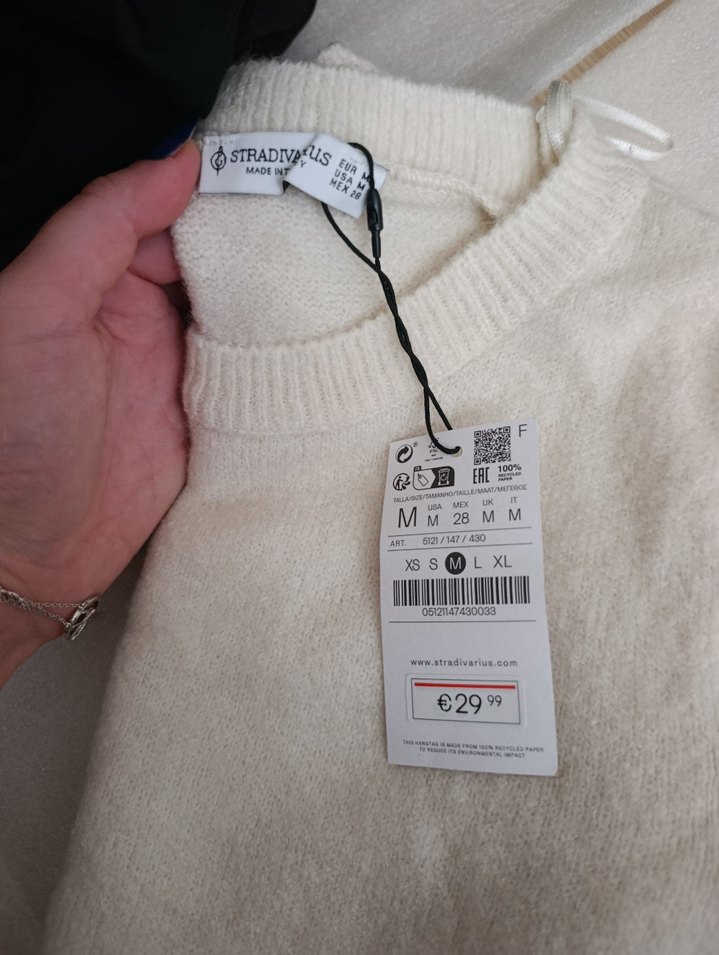 STRADIVARIUS
MADE IN
EUR M
USA M
MEX 28
F
EAC 100%
RECYCLED
PAPER
TALLA/SIZE/TAMANHO/TAILLE/MAAT/ΜΕΓΕΘΟΣ
M USA MEX UK IT
M 28 M M
ART. 5121 / 147 / 430
XS S M L XL
05121147430033
www.stradivarius.com
€29 99
THIS HANGTAG IS MADE FROM 100% RECYCLED PAPER
TO REDUCE ITS ENVIRONMENTAL IMPACT